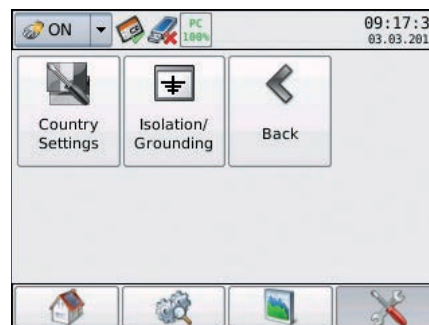 ON PC 100% 09:17:3
03.03.201
Country Settings
Isolation/ Grounding
Back